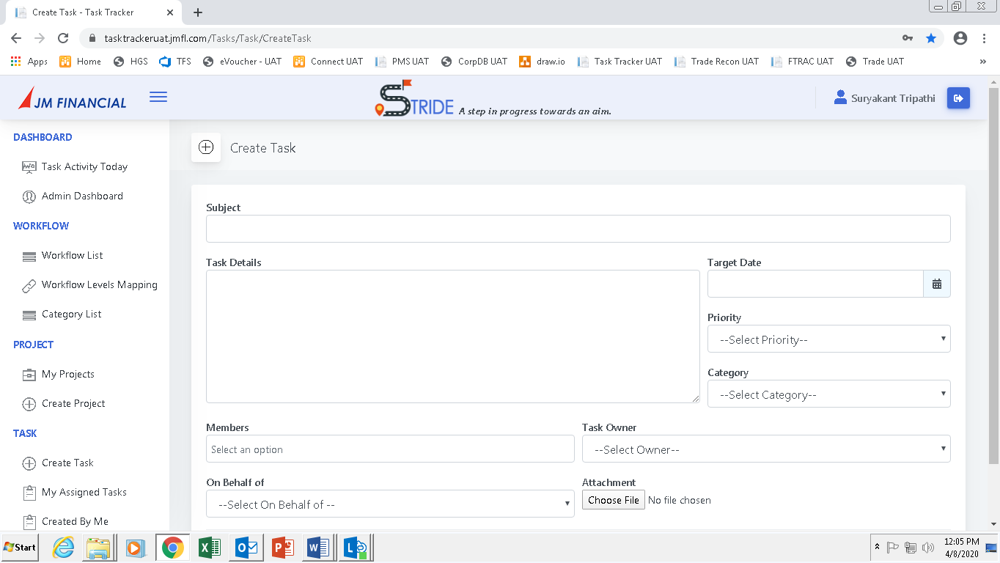 Create Task - Task Tracker
tasktrackeruat.jmfl.com/Tasks/Task/CreateTask
Apps Home HGS TFS eVoucher - UAT Connect UAT PMS UAT CorpDB UAT draw.io Task Tracker UAT Trade Recon UAT FTRAC UAT Trade UAT »
JM FINANCIAL
STRIDE A step in progress towards an aim.
Suryakant Tripathi
DASHBOARD
Task Activity Today
Admin Dashboard
WORKFLOW
Workflow List
Workflow Levels Mapping
Category List
PROJECT
My Projects
Create Project
TASK
Create Task
My Assigned Tasks
Created By Me
Create Task
Subject
Task Details
Target Date
Priority
--Select Priority--
Category
--Select Category--
Members
Select an option
Task Owner
--Select Owner--
On Behalf of
--Select On Behalf of --
Attachment
Choose File No file chosen
Start
12:05 PM
4/8/2020